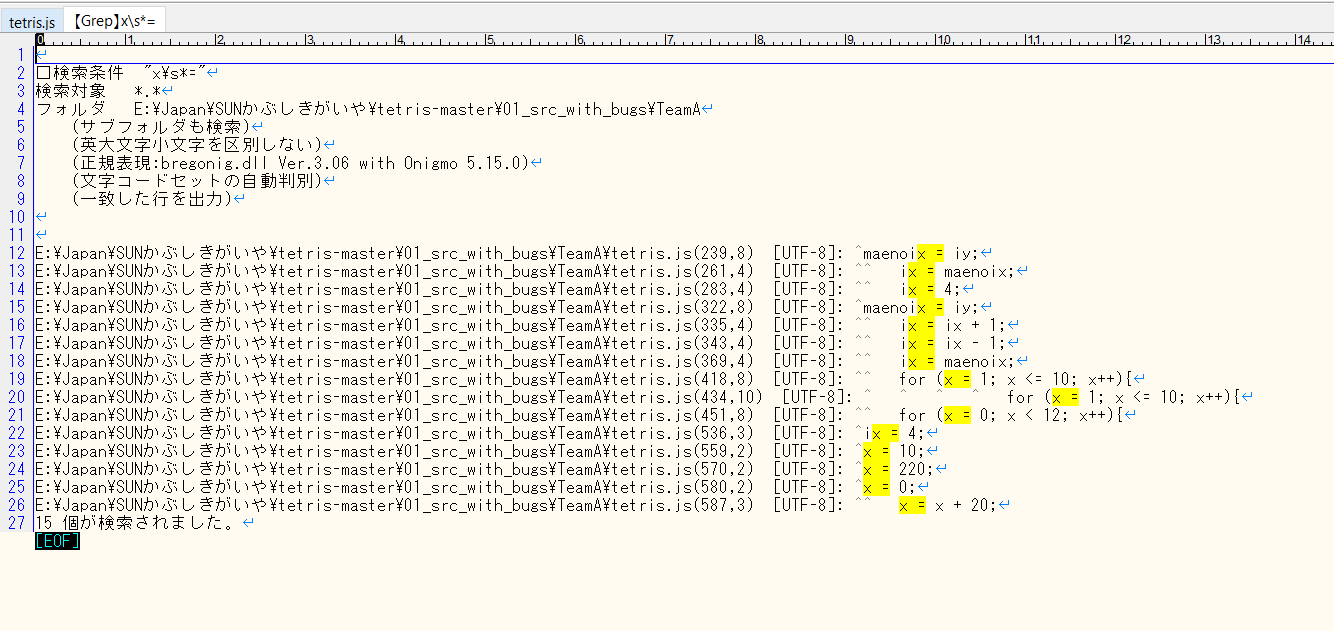 tetris.js 【Grep】x\s*=
0 1 2 3 4 5 6 7 8 9 10 11 12 13 14
1
2 □検索条件 "x¥s*="
3 検索対象 *.*
4 フォルダ E:¥Japan¥SUNかぶしきがいや¥tetris-master¥01_src_with_bugs¥TeamA
5 (サブフォルダも検索)
6 (英大文字小文字を区別しない)
7 (正規表現:bregonig.dll Ver.3.06 with Onigmo 5.15.0)
8 (文字コードセットの自動判別)
9 (一致した行を出力)
10
11
12 E:¥Japan¥SUNかぶしきがいや¥tetris-master¥01_src_with_bugs¥TeamA¥tetris.js(239,8) [UTF-8]: ^maenoix = iy;
13 E:¥Japan¥SUNかぶしきがいや¥tetris-master¥01_src_with_bugs¥TeamA¥tetris.js(261,4) [UTF-8]: ^^ ix = maenoix;
14 E:¥Japan¥SUNかぶしきがいや¥tetris-master¥01_src_with_bugs¥TeamA¥tetris.js(283,4) [UTF-8]: ^^ ix = 4;
15 E:¥Japan¥SUNかぶしきがいや¥tetris-master¥01_src_with_bugs¥TeamA¥tetris.js(322,8) [UTF-8]: ^maenoix = iy;
16 E:¥Japan¥SUNかぶしきがいや¥tetris-master¥01_src_with_bugs¥TeamA¥tetris.js(335,4) [UTF-8]: ^^ ix = ix + 1;
17 E:¥Japan¥SUNかぶしきがいや¥tetris-master¥01_src_with_bugs¥TeamA¥tetris.js(343,4) [UTF-8]: ^^ ix = ix - 1;
18 E:¥Japan¥SUNかぶしきがいや¥tetris-master¥01_src_with_bugs¥TeamA¥tetris.js(369,4) [UTF-8]: ^^ ix = maenoix;
19 E:¥Japan¥SUNかぶしきがいや¥tetris-master¥01_src_with_bugs¥TeamA¥tetris.js(418,8) [UTF-8]: ^^ for (x = 1; x <= 10; x++){
20 E:¥Japan¥SUNかぶしきがいや¥tetris-master¥01_src_with_bugs¥TeamA¥tetris.js(434,10) [UTF-8]: ^ ^ ^ for (x = 1; x <= 10; x++){
21 E:¥Japan¥SUNかぶしきがいや¥tetris-master¥01_src_with_bugs¥TeamA¥tetris.js(451,8) [UTF-8]: ^^ for (x = 0; x < 12; x++){
22 E:¥Japan¥SUNかぶしきがいや¥tetris-master¥01_src_with_bugs¥TeamA¥tetris.js(536,3) [UTF-8]: ^ix = 4;
23 E:¥Japan¥SUNかぶしきがいや¥tetris-master¥01_src_with_bugs¥TeamA¥tetris.js(559,2) [UTF-8]: ^x = 10;
24 E:¥Japan¥SUNかぶしきがいや¥tetris-master¥01_src_with_bugs¥TeamA¥tetris.js(570,2) [UTF-8]: ^x = 220;
25 E:¥Japan¥SUNかぶしきがいや¥tetris-master¥01_src_with_bugs¥TeamA¥tetris.js(580,2) [UTF-8]: ^x = 0;
26 E:¥Japan¥SUNかぶしきがいや¥tetris-master¥01_src_with_bugs¥TeamA¥tetris.js(587,3) [UTF-8]: ^^ x = x + 20;
27 15 個が検索されました。
[EOF]